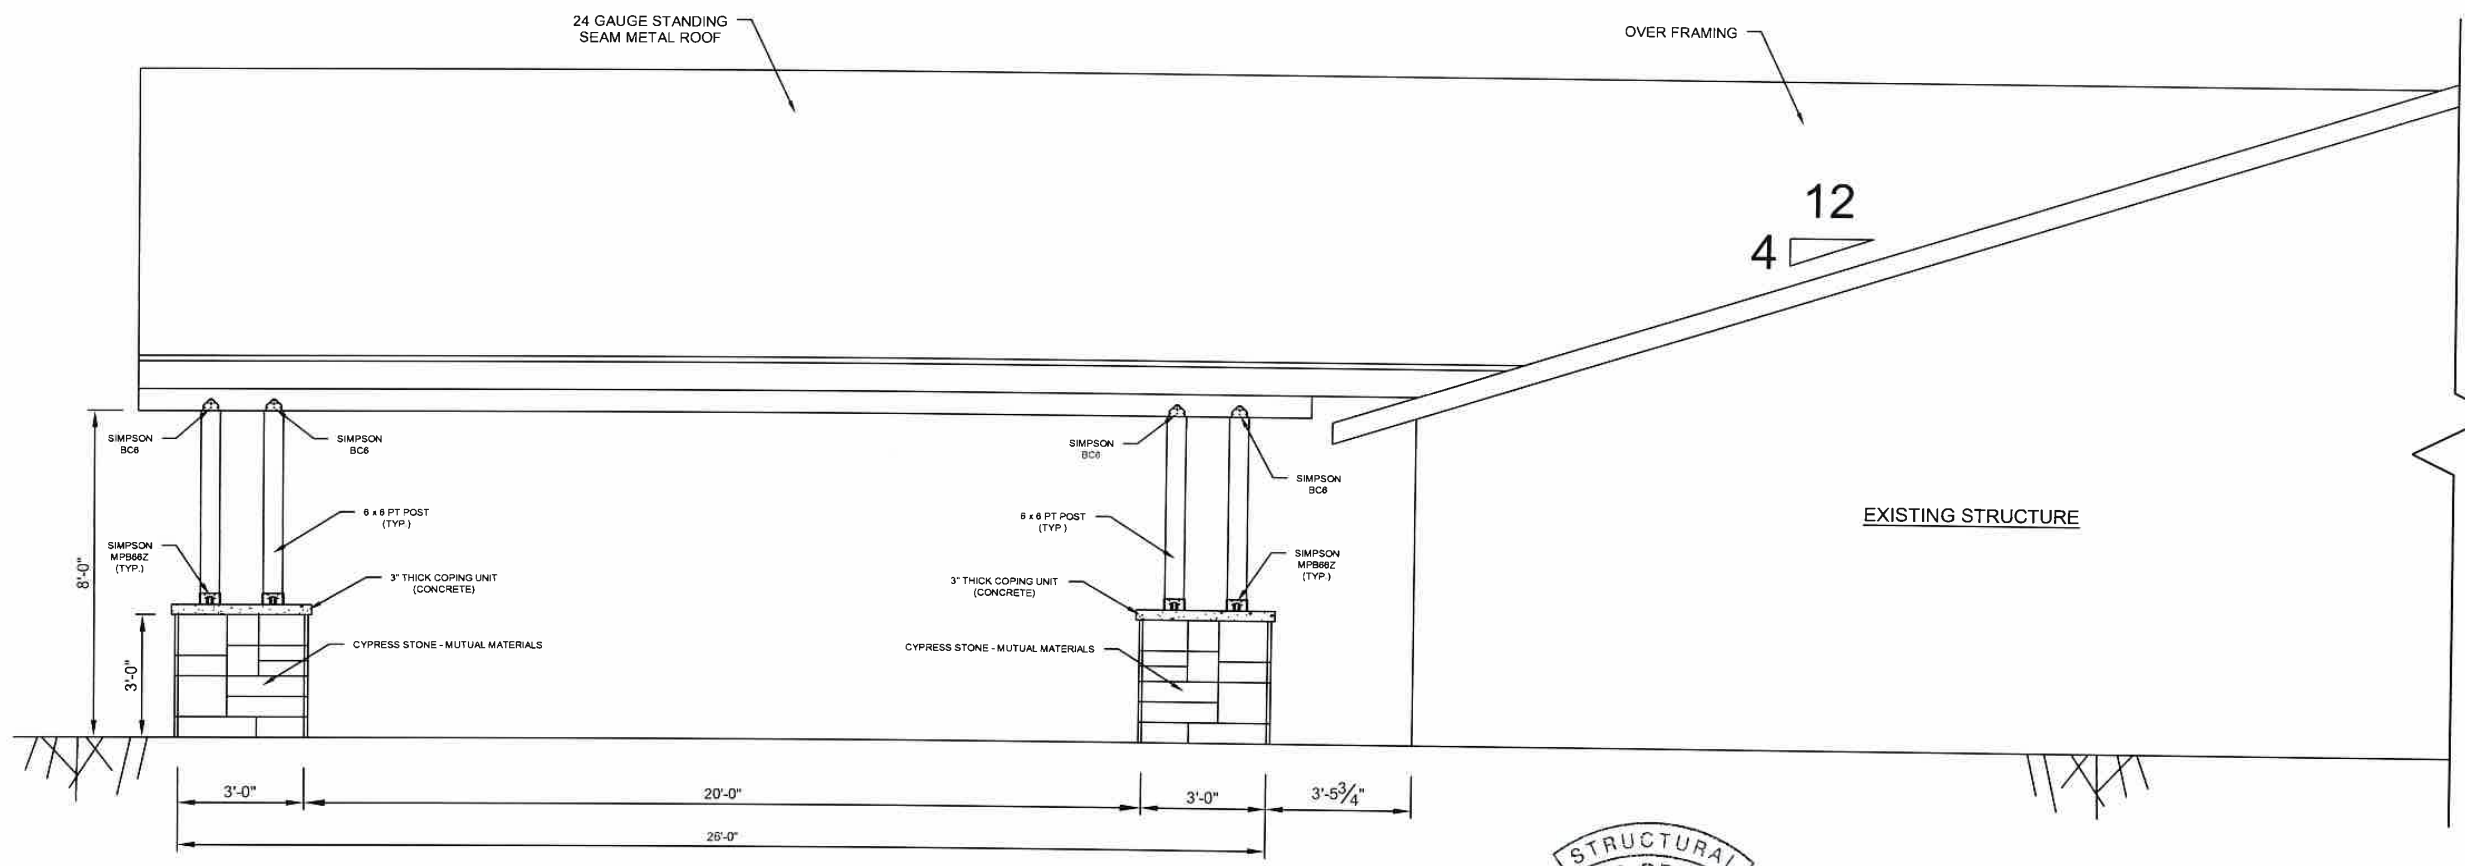 24 GAUGE STANDING
SEAM METAL ROOF
OVER FRAMING
12
4
SIMPSON
BC6
SIMPSON
BC6
SIMPSON
BC6
SIMPSON
BC6
6 x 6 PT POST
(TYP.)
6 x 6 PT POST
(TYP.)
EXISTING STRUCTURE
SIMPSON
MPB66Z
(TYP.)
SIMPSON
MPB66Z
(TYP.)
8'-0"
3" THICK COPING UNIT
(CONCRETE)
3" THICK COPING UNIT
(CONCRETE)
3'-0"
CYPRESS STONE - MUTUAL MATERIALS
CYPRESS STONE - MUTUAL MATERIALS
3'-0"
20'-0"
3'-0"
3'-5 3/4"
26'-0"
STRUCTURAL